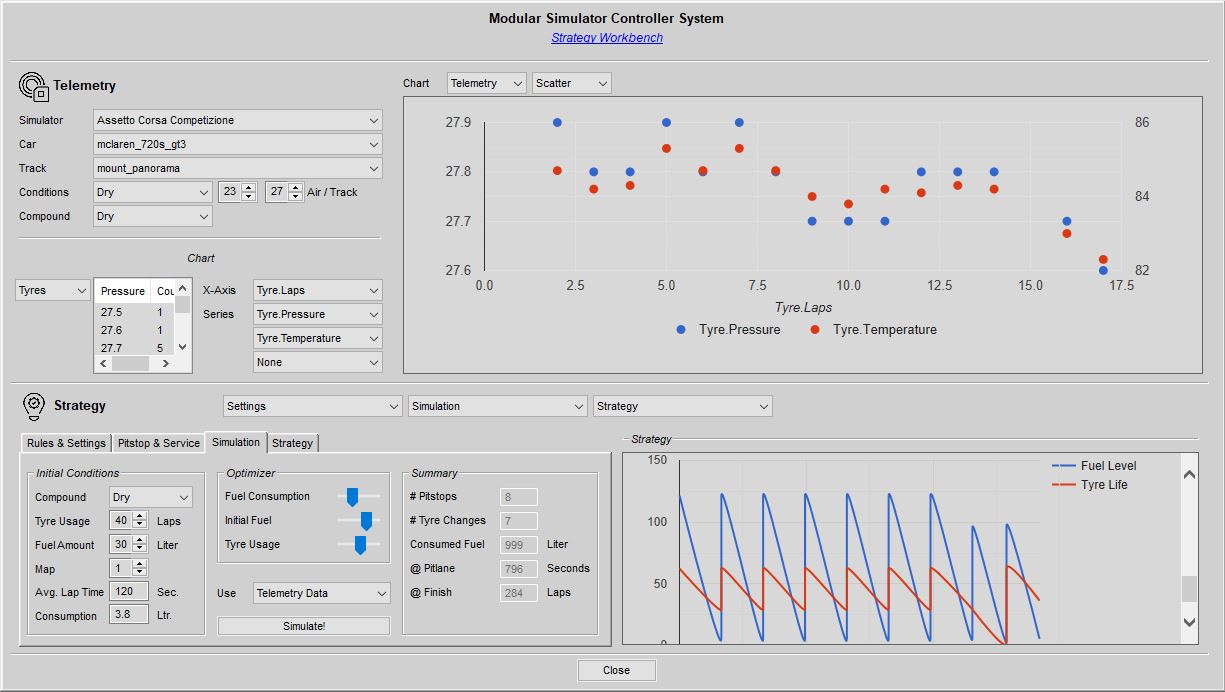 Modular Simulator Controller System
Strategy Workbench
Telemetry
Simulator Assetto Corsa Competizione
Car mclaren_720s_gt3
Track mount_panorama
Conditions Dry 23 27 Air / Track
Compound Dry
Chart
Tyres
Pressure Cou
27.5 1
27.6 1
27.7 5
X-Axis Tyre.Laps
Series Tyre.Pressure
Tyre.Temperature
None
Chart Telemetry Scatter
27.9 86
27.8
84
27.7
27.6 82
0.0 2.5 5.0 7.5 10.0 12.5 15.0 17.5
Tyre.Laps
Tyre.Pressure Tyre.Temperature
Strategy Settings Simulation Strategy
Rules & Settings Pitstop & Service Simulation Strategy
Initial Conditions
Compound Dry
Tyre Usage 40 Laps
Fuel Amount 30 Liter
Map 1
Avg. Lap Time 120 Sec.
Consumption 3.8 Ltr.
Optimizer
Fuel Consumption
Initial Fuel
Tyre Usage
Use Telemetry Data
Simulate!
Summary
# Pitstops 8
# Tyre Changes 7
Consumed Fuel 999 Liter
@ Pitlane 796 Seconds
@ Finish 284 Laps
Strategy
150
100
50
0
Fuel Level
Tyre Life
Close